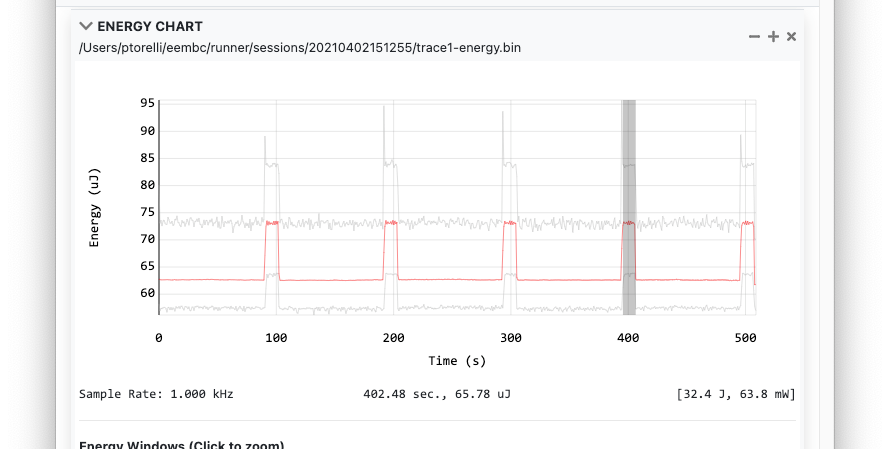 ENERGY CHART
/Users/ptorelli/eembc/runner/sessions/20210402151255/trace1-energy.bin
95
90
85
80
75
70
65
60
Energy (uJ)
0 100 200 300 400 500
Time (s)
Sample Rate: 1.000 kHz 402.48 sec., 65.78 uJ [32.4 J, 63.8 mW]
Energy Windows (Click to zoom)